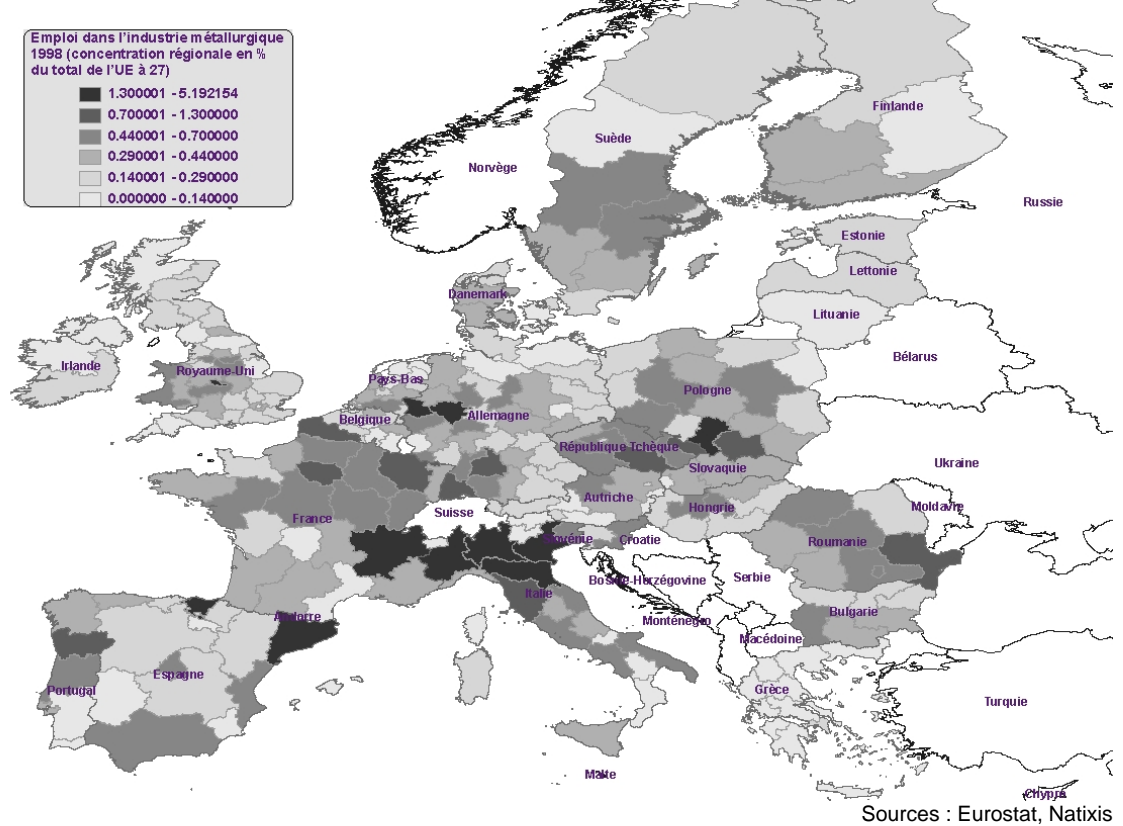 Emploi dans l'industrie métallurgique
1998 (concentration régionale en %
du total de l'UE à 27)
1.300001 - 5.192154
0.700001 - 1.300000
0.440001 - 0.700000
0.290001 - 0.440000
0.140001 - 0.290000
0.000000 - 0.140000
Finlande
Suède
Norvège
Russie
Estonie
Lettonie
Danemark
Lituanie
Bélarus
Irlande
Royaume-Uni
Pays-Bas
Pologne
Belgique
Allemagne
République Tchèque
Ukraine
Slovaquie
Autriche
Moldavie
Hongrie
Suisse
France
Slovénie
Croatie
Roumanie
Serbie
Bosnie-Herzégovine
Italie
Bulgarie
Andorre
Monténégro
Macédoine
Espagne
Portugal
Grèce
Turquie
Malte
Chypre
Sources : Eurostat, Natixis